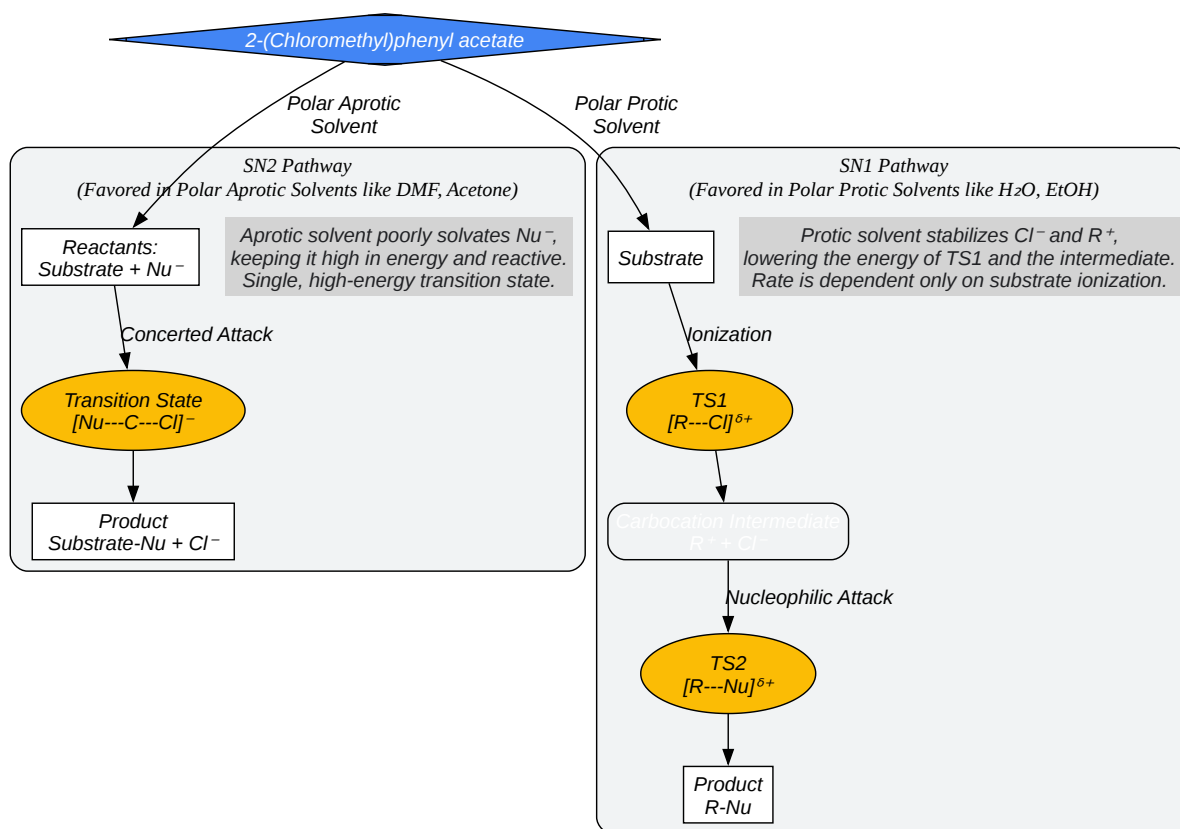 2-(Chloromethyl)phenyl acetate
Polar Aprotic
Solvent
Polar Protic
Solvent
SN2 Pathway
(Favored in Polar Aprotic Solvents like DMF, Acetone)
Reactants:
Substrate + Nu⁻
Aprotic solvent poorly solvates Nu⁻,
keeping it high in energy and reactive.
Single, high-energy transition state.
Concerted Attack
Transition State
[Nu---C---Cl]⁻
Product
Substrate-Nu + Cl⁻
SN1 Pathway
(Favored in Polar Protic Solvents like H₂O, EtOH)
Substrate
Protic solvent stabilizes Cl⁻ and R⁺,
lowering the energy of TS1 and the intermediate.
Rate is dependent only on substrate ionization.
Ionization
TS1
[R---Cl]ᵟ⁺
Carbocation Intermediate
R⁺ + Cl⁻
Nucleophilic Attack
TS2
[R---Nu]ᵟ⁺
Product
R-Nu